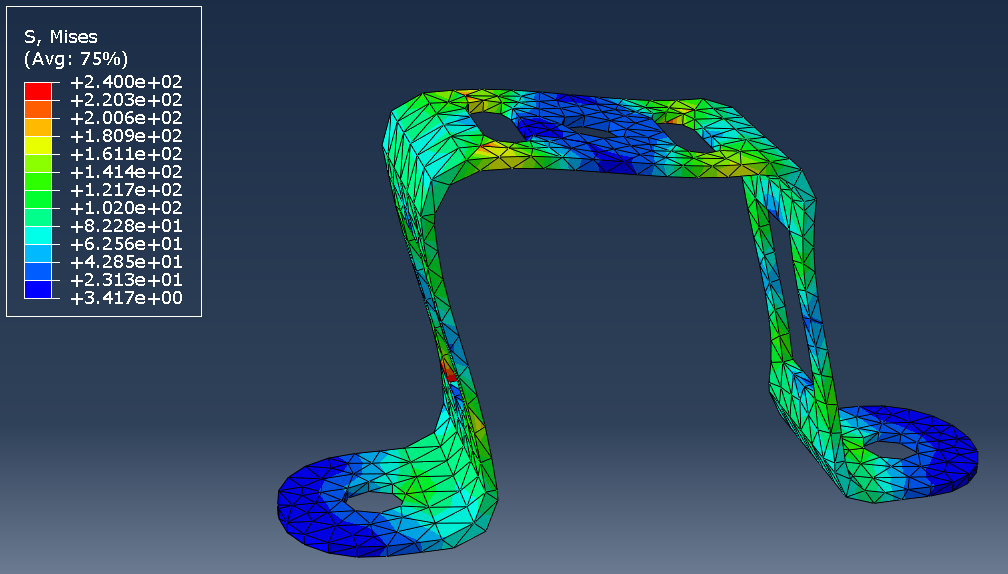 S, Mises
(Avg: 75%)
+2.400e+02
+2.203e+02
+2.006e+02
+1.809e+02
+1.611e+02
+1.414e+02
+1.217e+02
+1.020e+02
+8.228e+01
+6.256e+01
+4.285e+01
+2.313e+01
+3.417e+00